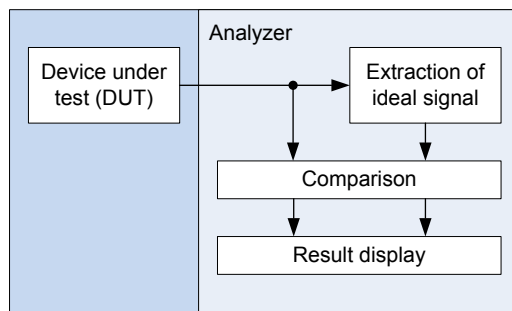 Analyzer
Device under
test (DUT)
Extraction of
ideal signal
Comparison
Result display